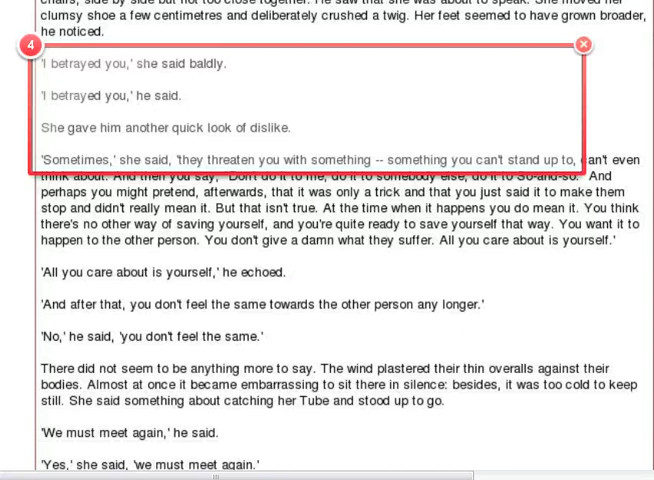 chairs, side by side but not too close together. He saw that she was about to speak. She moved her
clumsy shoe a few centimetres and deliberately crushed a twig. Her feet seemed to have grown broader,
he noticed.
4
'I betrayed you,' she said baldly.
'I betrayed you,' he said.
She gave him another quick look of dislike.
'Sometimes,' she said, 'they threaten you with something -- something you can't stand up to, can't even
think about. And then you say, "Don't do it to me, do it to somebody else, do it to So-and-so." And
perhaps you might pretend, afterwards, that it was only a trick and that you just said it to make them
stop and didn't really mean it. But that isn't true. At the time when it happens you do mean it. You think
there's no other way of saving yourself, and you're quite ready to save yourself that way. You want it to
happen to the other person. You don't give a damn what they suffer. All you care about is yourself.'
'All you care about is yourself,' he echoed.
'And after that, you don't feel the same towards the other person any longer.'
'No,' he said, 'you don't feel the same.'
There did not seem to be anything more to say. The wind plastered their thin overalls against their
bodies. Almost at once it became embarrassing to sit there in silence: besides, it was too cold to keep
still. She said something about catching her Tube and stood up to go.
'We must meet again,' he said.
'Yes,' she said, 'we must meet again.'